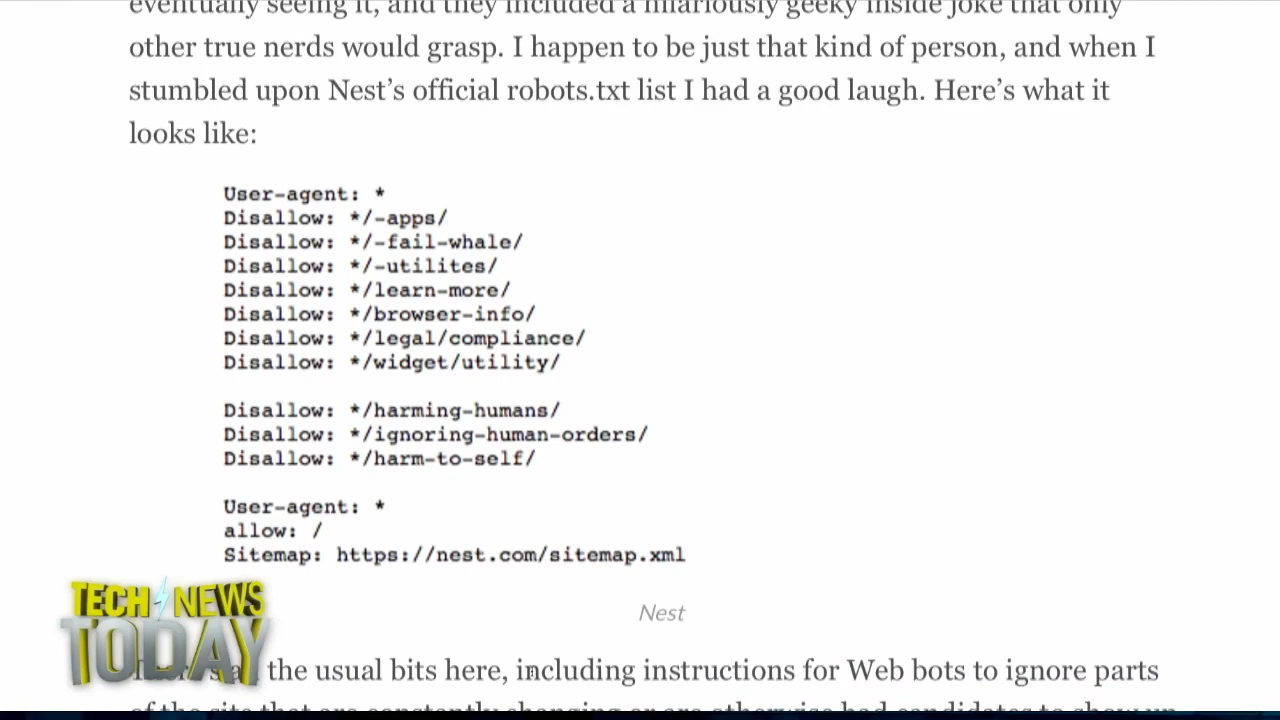 eventually seeing it, and they included a hilariously geeky inside joke that only
other true nerds would grasp. I happen to be just that kind of person, and when I
stumbled upon Nest’s official robots.txt list I had a good laugh. Here’s what it
looks like:
User-agent: *
Disallow: */-apps/
Disallow: */-fail-whale/
Disallow: */-utilites/
Disallow: */learn-more/
Disallow: */browser-info/
Disallow: */legal/compliance/
Disallow: */widget/utility/
Disallow: */harming-humans/
Disallow: */ignoring-human-orders/
Disallow: */harm-to-self/
User-agent: *
allow: /
Sitemap: https://nest.com/sitemap.xml
Nest
TECH NEWS
TODAY
the usual bits here, including instructions for Web bots to ignore parts
of the site that are constantly changing or are otherwise bad candidates to show up